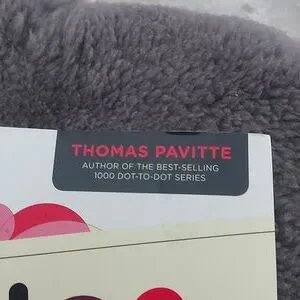 THOMAS PAVITTE
AUTHOR OF THE BEST-SELLING
1000 DOT-TO-DOT SERIES